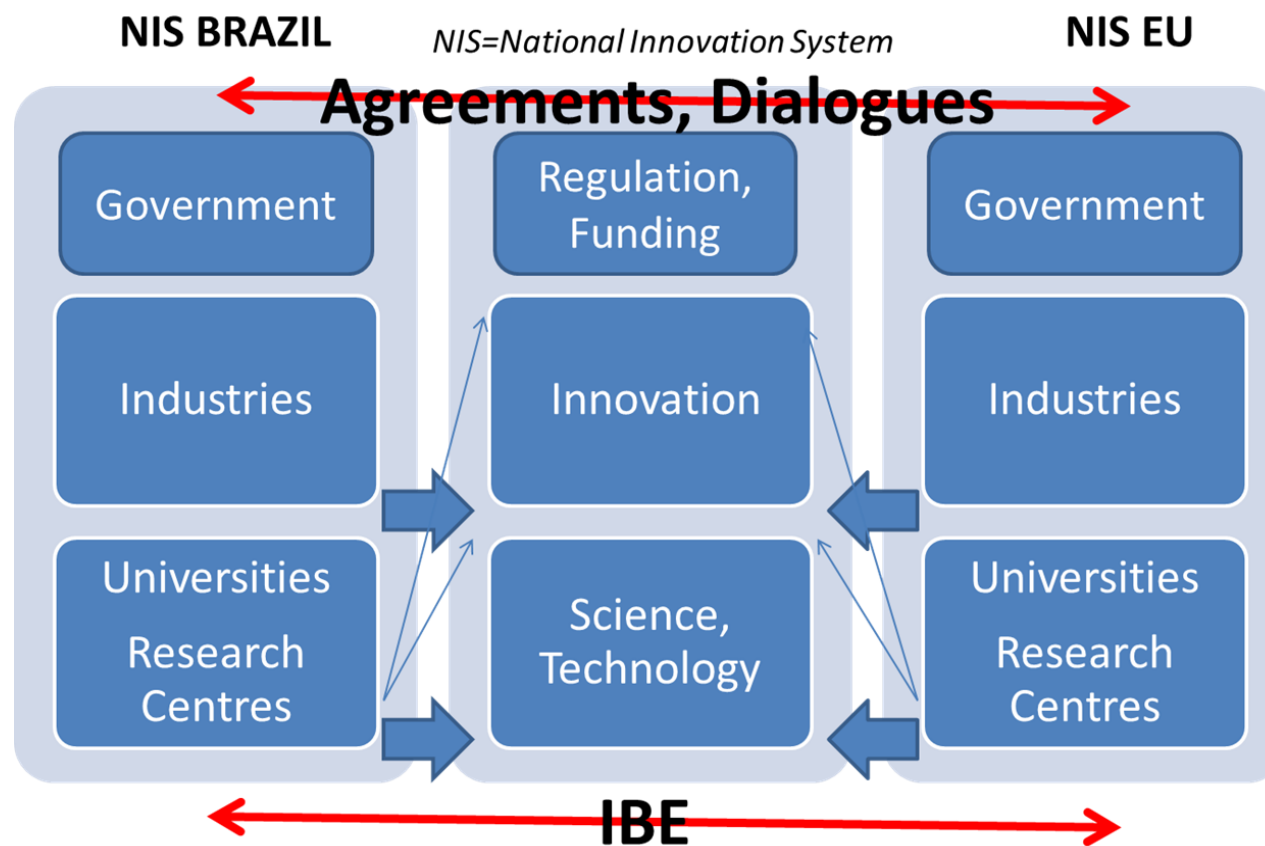 NIS BRAZIL
NIS=National Innovation System
NIS EU
Agreements, Dialogues
Government
Regulation,
Funding
Government
Industries
Innovation
Industries
Universities
Research
Centres
Science,
Technology
Universities
Research
Centres
IBE